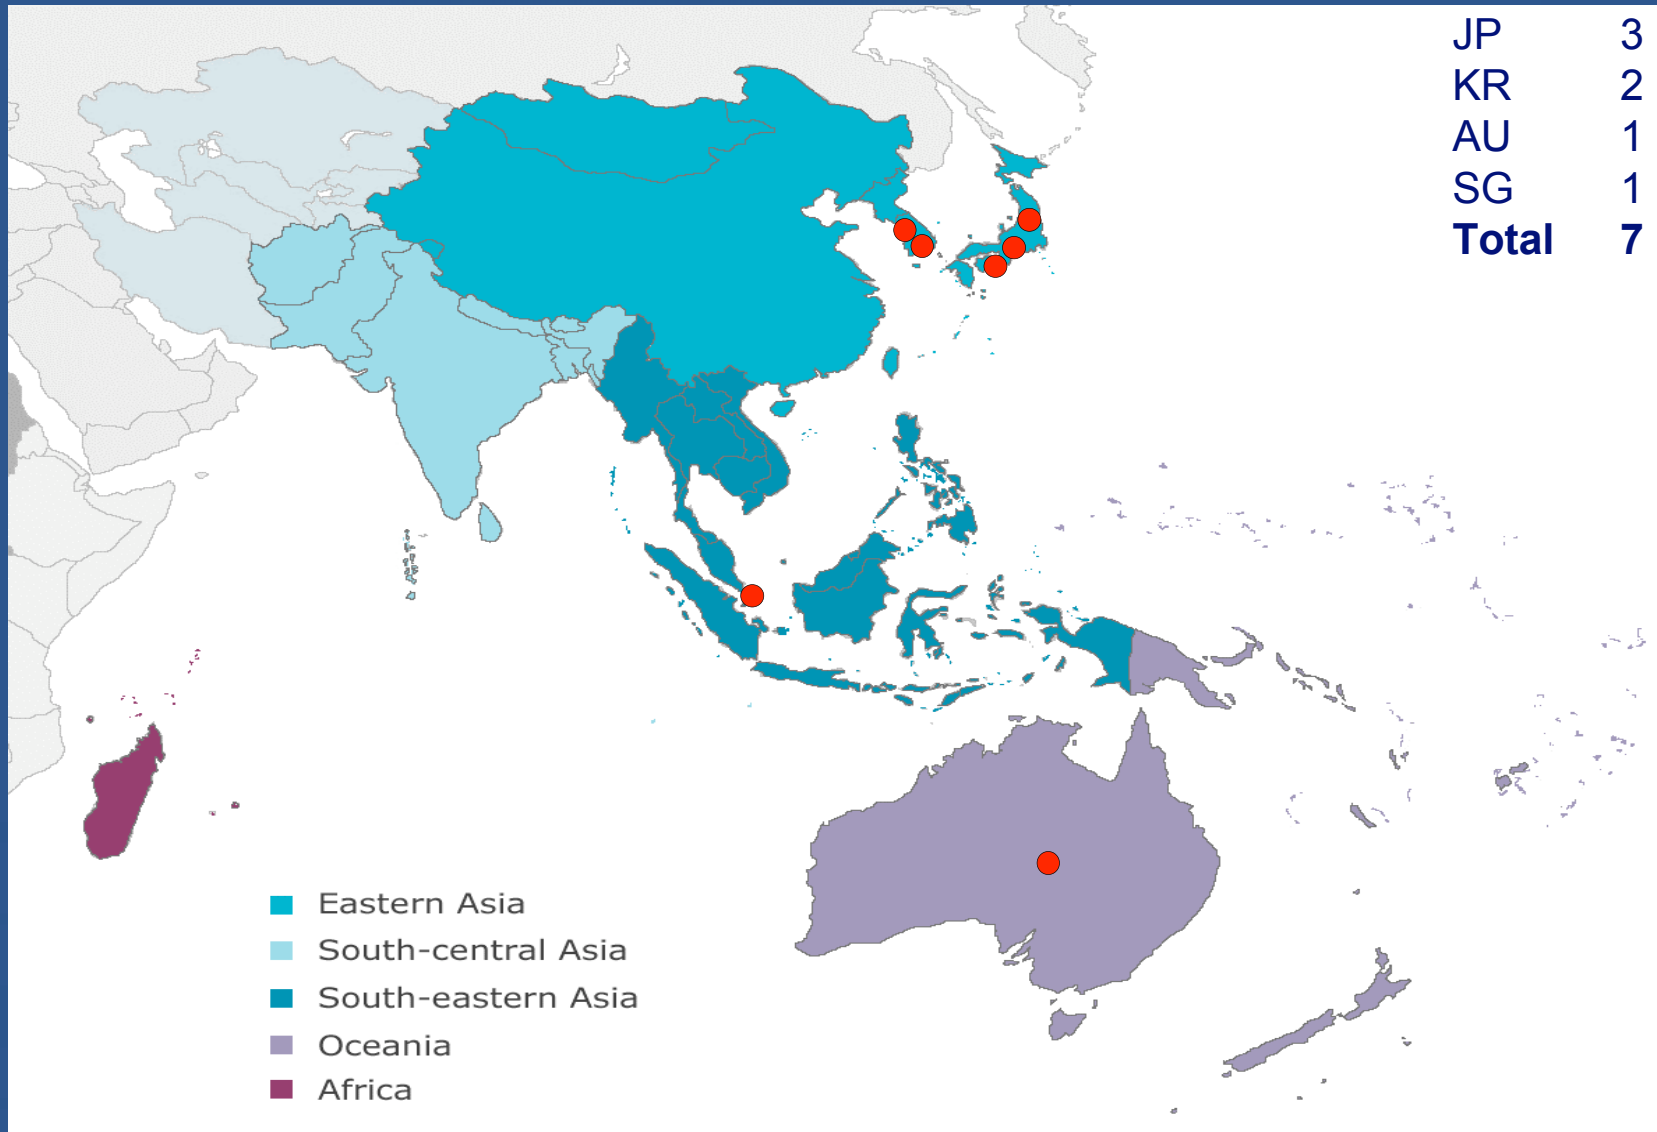 JP 3
KR 2
AU 1
SG 1
Total 7
Eastern Asia
South-central Asia
South-eastern Asia
Oceania
Africa